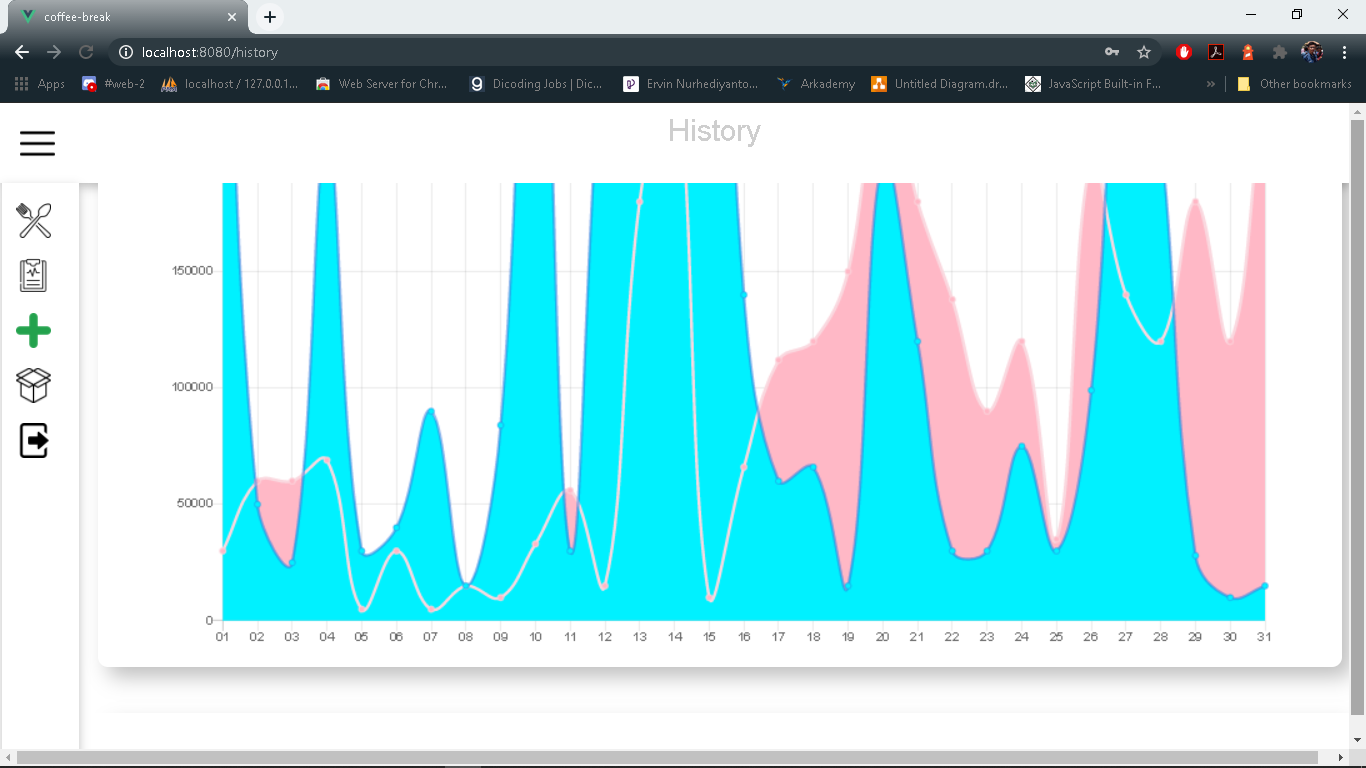 coffee-break
localhost:8080/history
Apps #web-2 localhost / 127.0.0.1... Web Server for Chr... Dicoding Jobs | Dic... Ervin Nurhediyanto... Arkademy Untitled Diagram.dr... JavaScript Built-in F... » Other bookmarks
History
150000
100000
50000
0
01 02 03 04 05 06 07 08 09 10 11 12 13 14 15 16 17 18 19 20 21 22 23 24 25 26 27 28 29 30 31